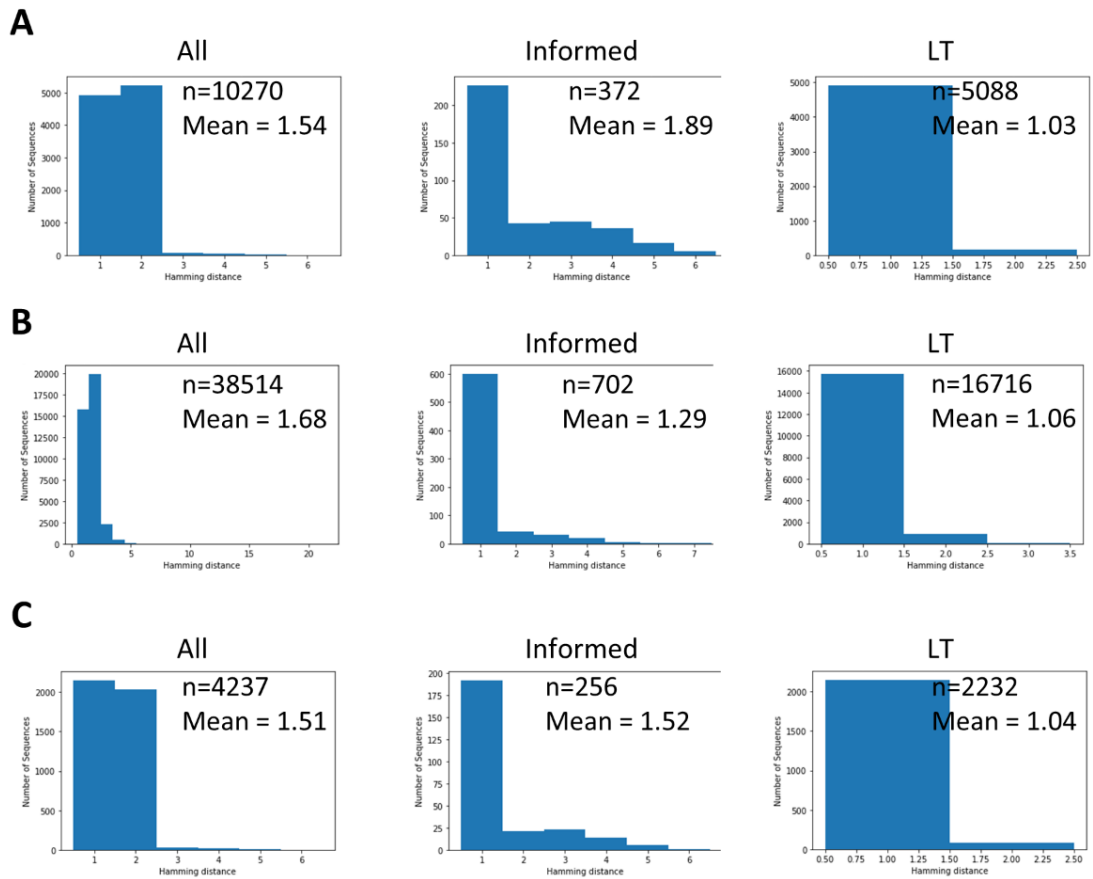 A
All
Informed
LT
n=10270
Mean = 1.54
n=372
Mean = 1.89
n=5088
Mean = 1.03
Number of Sequences
5000
4000
3000
2000
1000
0
1 2 3 4 5 6
Hamming distance
Number of Sequences
200
150
100
50
0
1 2 3 4 5 6
Hamming distance
Number of Sequences
5000
4000
3000
2000
1000
0
0.50 0.75 1.00 1.25 1.50 1.75 2.00 2.25 2.50
Hamming distance
B
All
Informed
LT
n=38514
Mean = 1.68
n=702
Mean = 1.29
n=16716
Mean = 1.06
Number of Sequences
20000
17500
15000
12500
10000
7500
5000
2500
0
0 5 10 15 20
Hamming distance
Number of Sequences
600
500
400
300
200
100
0
1 2 3 4 5 6 7
Hamming distance
Number of Sequences
16000
14000
12000
10000
8000
6000
4000
2000
0
0.5 1.0 1.5 2.0 2.5 3.0 3.5
Hamming distance
C
All
Informed
LT
n=4237
Mean = 1.51
n=256
Mean = 1.52
n=2232
Mean = 1.04
Number of Sequences
2000
1500
1000
500
0
1 2 3 4 5 6
Hamming distance
Number of Sequences
200
175
150
125
100
75
50
25
0
1 2 3 4 5 6
Hamming distance
Number of Sequences
2000
1500
1000
500
0
0.50 0.75 1.00 1.25 1.50 1.75 2.00 2.25 2.50
Hamming distance